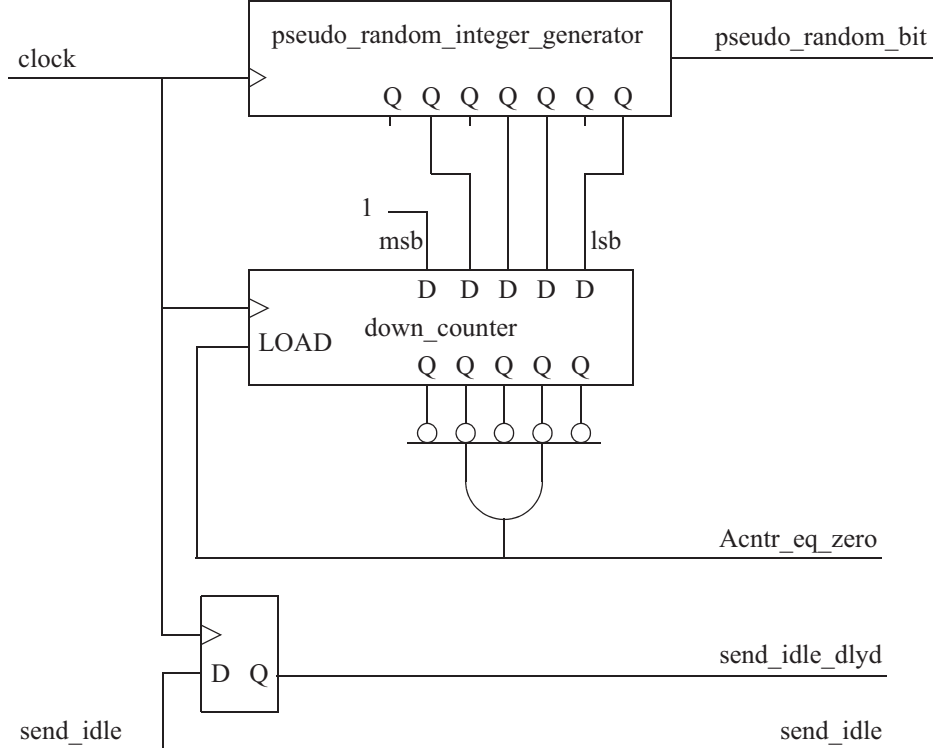 pseudo_random_integer_generator
pseudo_random_bit
clock
Q Q Q Q Q Q Q
1
msb
lsb
D D D D D
down_counter
LOAD
Q Q Q Q Q
Acntr_eq_zero
send_idle_dlyd
D Q
send_idle
send_idle